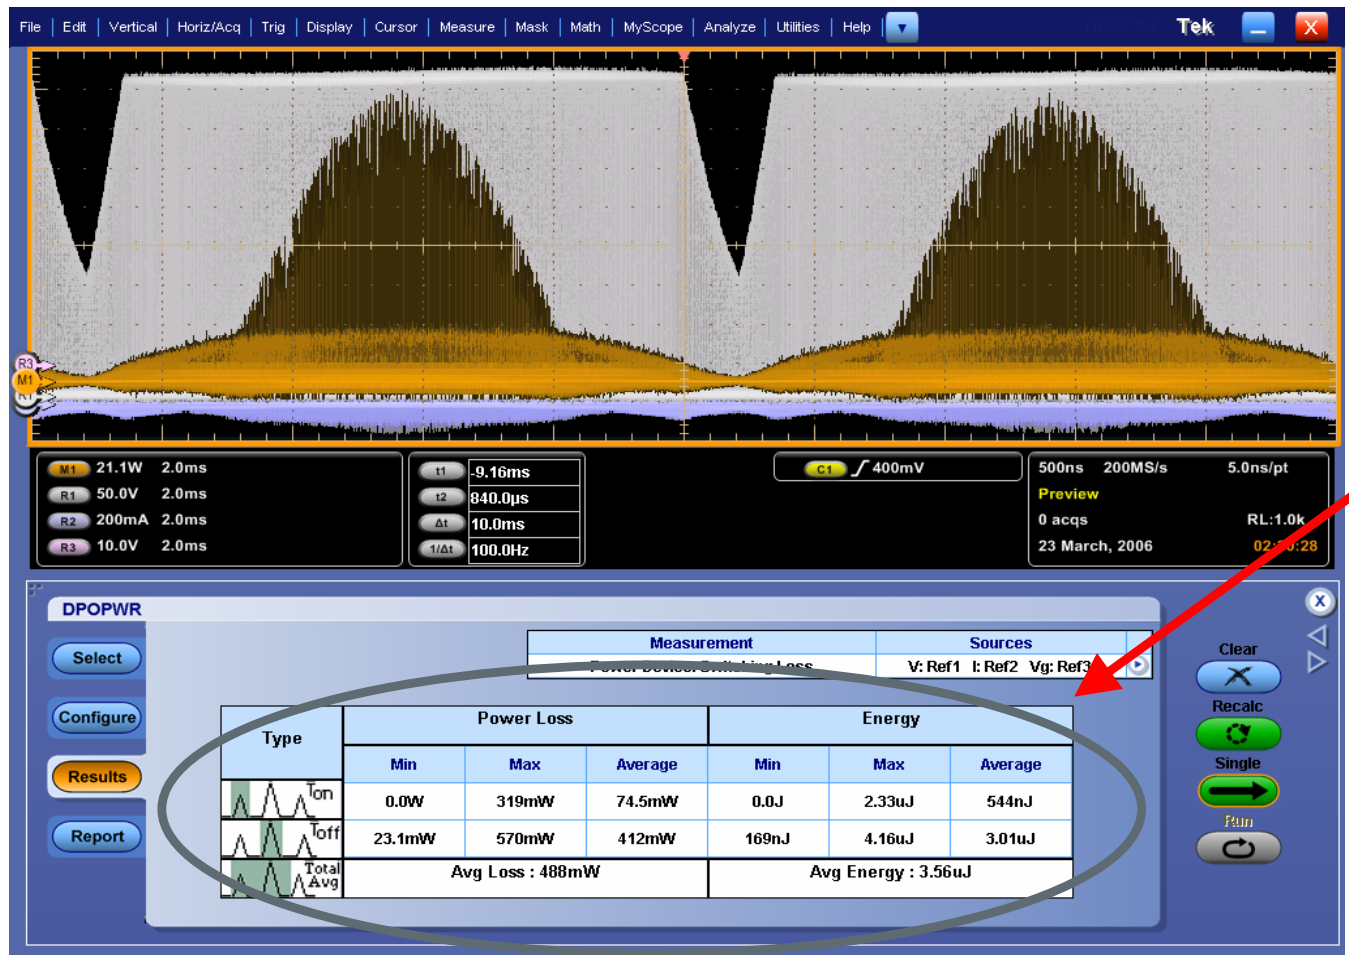 File | Edit | Vertical | Horiz/Acq | Trig | Display | Cursor | Measure | Mask | Math | MyScope | Analyze | Utilities | Help | Tek X
R3
M1
M1 21.1W 2.0ms
R1 50.0V 2.0ms
R2 200mA 2.0ms
R3 10.0V 2.0ms
t1 -9.16ms
t2 840.0µs
Δt 10.0ms
1/Δt 100.0Hz
C1 400mV
500ns 200MS/s 5.0ns/pt
Preview
0 acqs RL:1.0k
23 March, 2006
DPOPWR
X
Select
Configure
Results
Report
Measurement Sources
Power Device: Switching Loss V: Ref1 I: Ref2 Vg: Ref3
Type Power Loss Energy
Min Max Average Min Max Average
Ton 0.0W 319mW 74.5mW 0.0J 2.33uJ 544nJ
Toff 23.1mW 570mW 412mW 169nJ 4.16uJ 3.01uJ
Total Avg Avg Loss : 488mW Avg Energy : 3.56uJ
Clear
Recalc
Single
Run